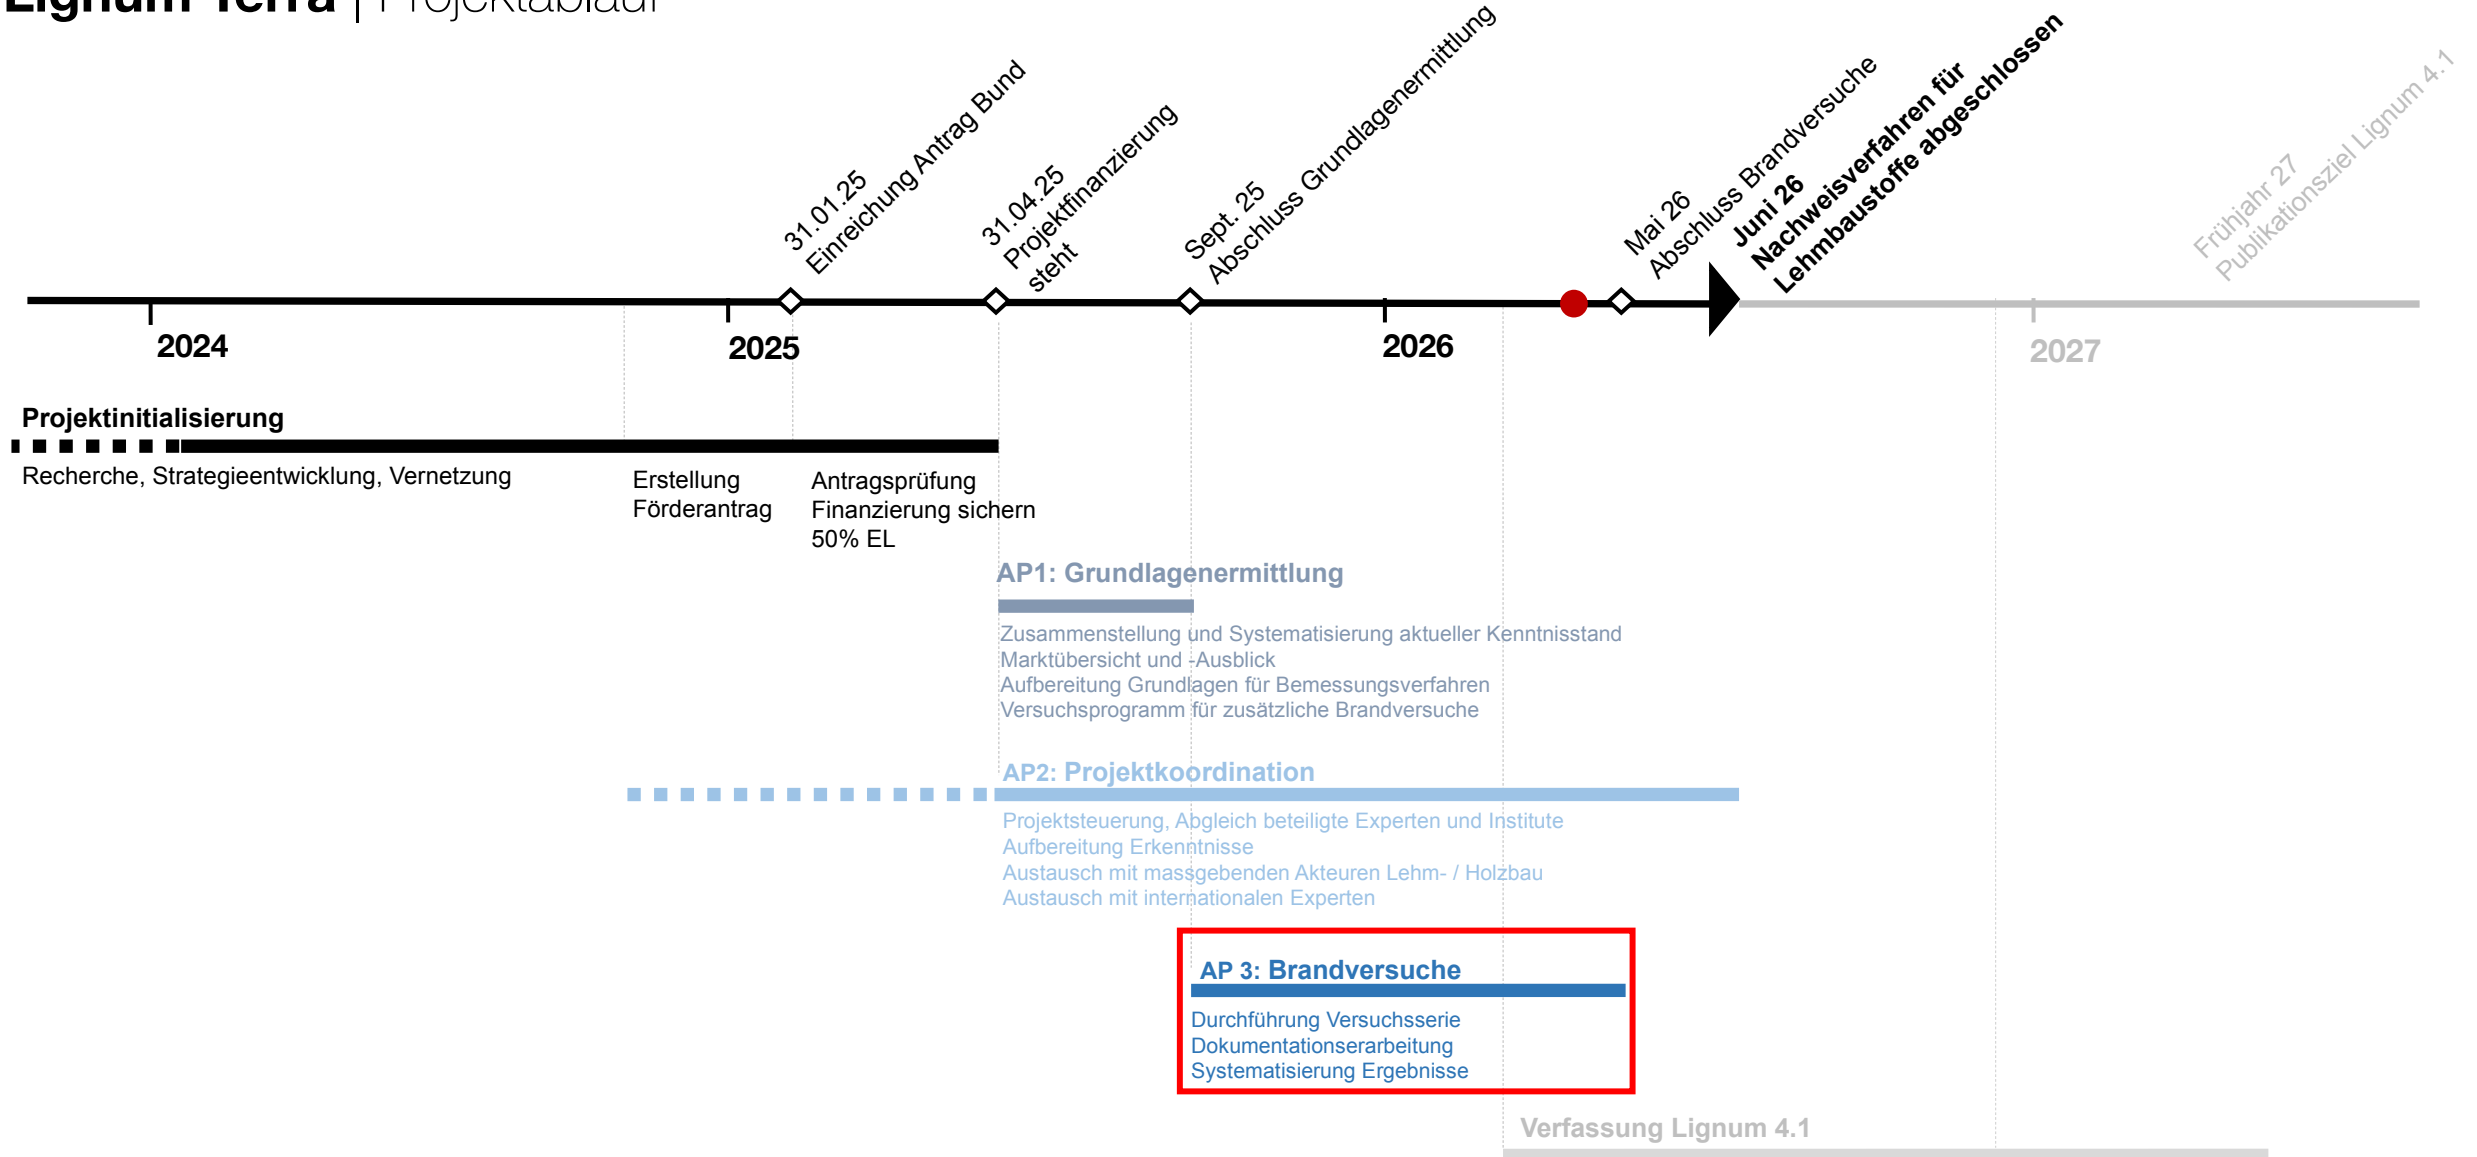 Lignum Terra | Projektablauf
31.01.25
Einreichung Antrag Bund
31.04.25
Projektfinanzierung
steht
Sept. 25
Abschluss Grundlagenermittlung
Mai 26
Abschluss Brandversuche
Juni 26
Nachweisverfahren für
Lehmbaustoffe abgeschlossen
Frühjahr 27
Publikationsziel Lignum 4.1
2024
2025
2026
2027
Projektinitialisierung
Recherche, Strategieentwicklung, Vernetzung
Erstellung
Förderantrag
Antragsprüfung
Finanzierung sichern
50% EL
AP1: Grundlagenermittlung
Zusammenstellung und Systematisierung aktueller Kenntnisstand
Marktübersicht und -Ausblick
Aufbereitung Grundlagen für Bemessungsverfahren
Versuchsprogramm für zusätzliche Brandversuche
AP2: Projektkoordination
Projektsteuerung, Abgleich beteiligte Experten und Institute
Aufbereitung Erkenntnisse
Austausch mit massgebenden Akteuren Lehm- / Holzbau
Austausch mit internationalen Experten
AP 3: Brandversuche
Durchführung Versuchsserie
Dokumentationserarbeitung
Systematisierung Ergebnisse
Verfassung Lignum 4.1